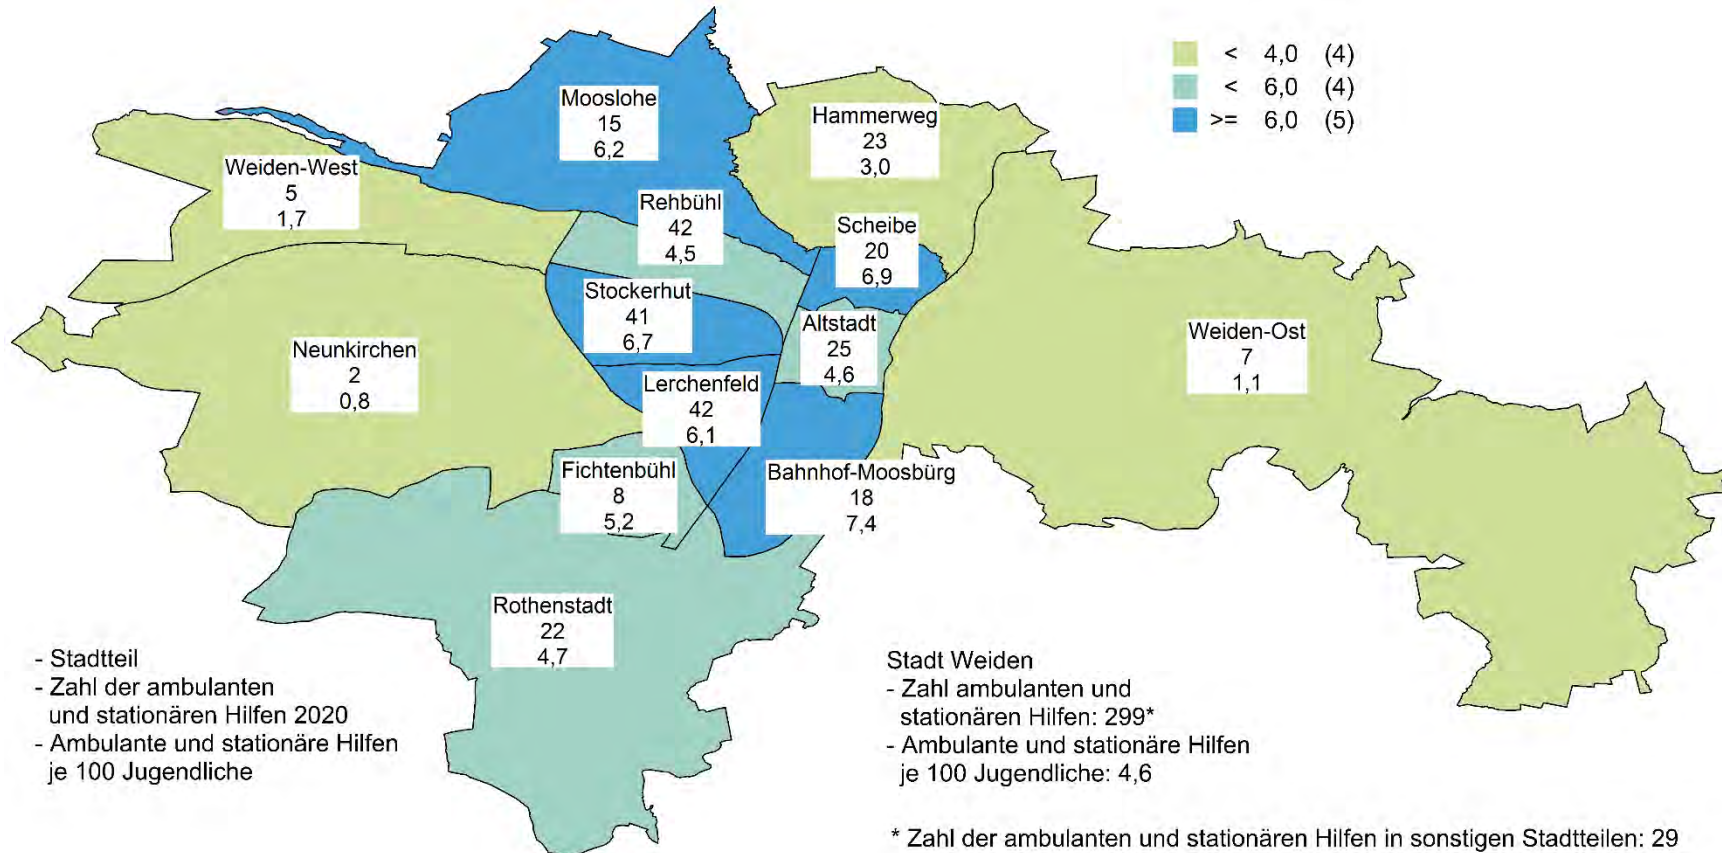 < 4,0 (4)
< 6,0 (4)
>= 6,0 (5)
Mooslohe
15
6,2
Hammerweg
23
3,0
Weiden-West
5
1,7
Rehbühl
42
4,5
Scheibe
20
6,9
Stockerhut
41
6,7
Altstadt
25
4,6
Weiden-Ost
7
1,1
Neunkirchen
2
0,8
Lerchenfeld
42
6,1
Fichtenbühl
8
5,2
Bahnhof-Moosbürg
18
7,4
Rothenstadt
22
4,7
- Stadtteil
- Zahl der ambulanten
und stationären Hilfen 2020
- Ambulante und stationäre Hilfen
je 100 Jugendliche
Stadt Weiden
- Zahl ambulanten und
stationären Hilfen: 299*
- Ambulante und stationäre Hilfen
je 100 Jugendliche: 4,6
* Zahl der ambulanten und stationären Hilfen in sonstigen Stadtteilen: 29